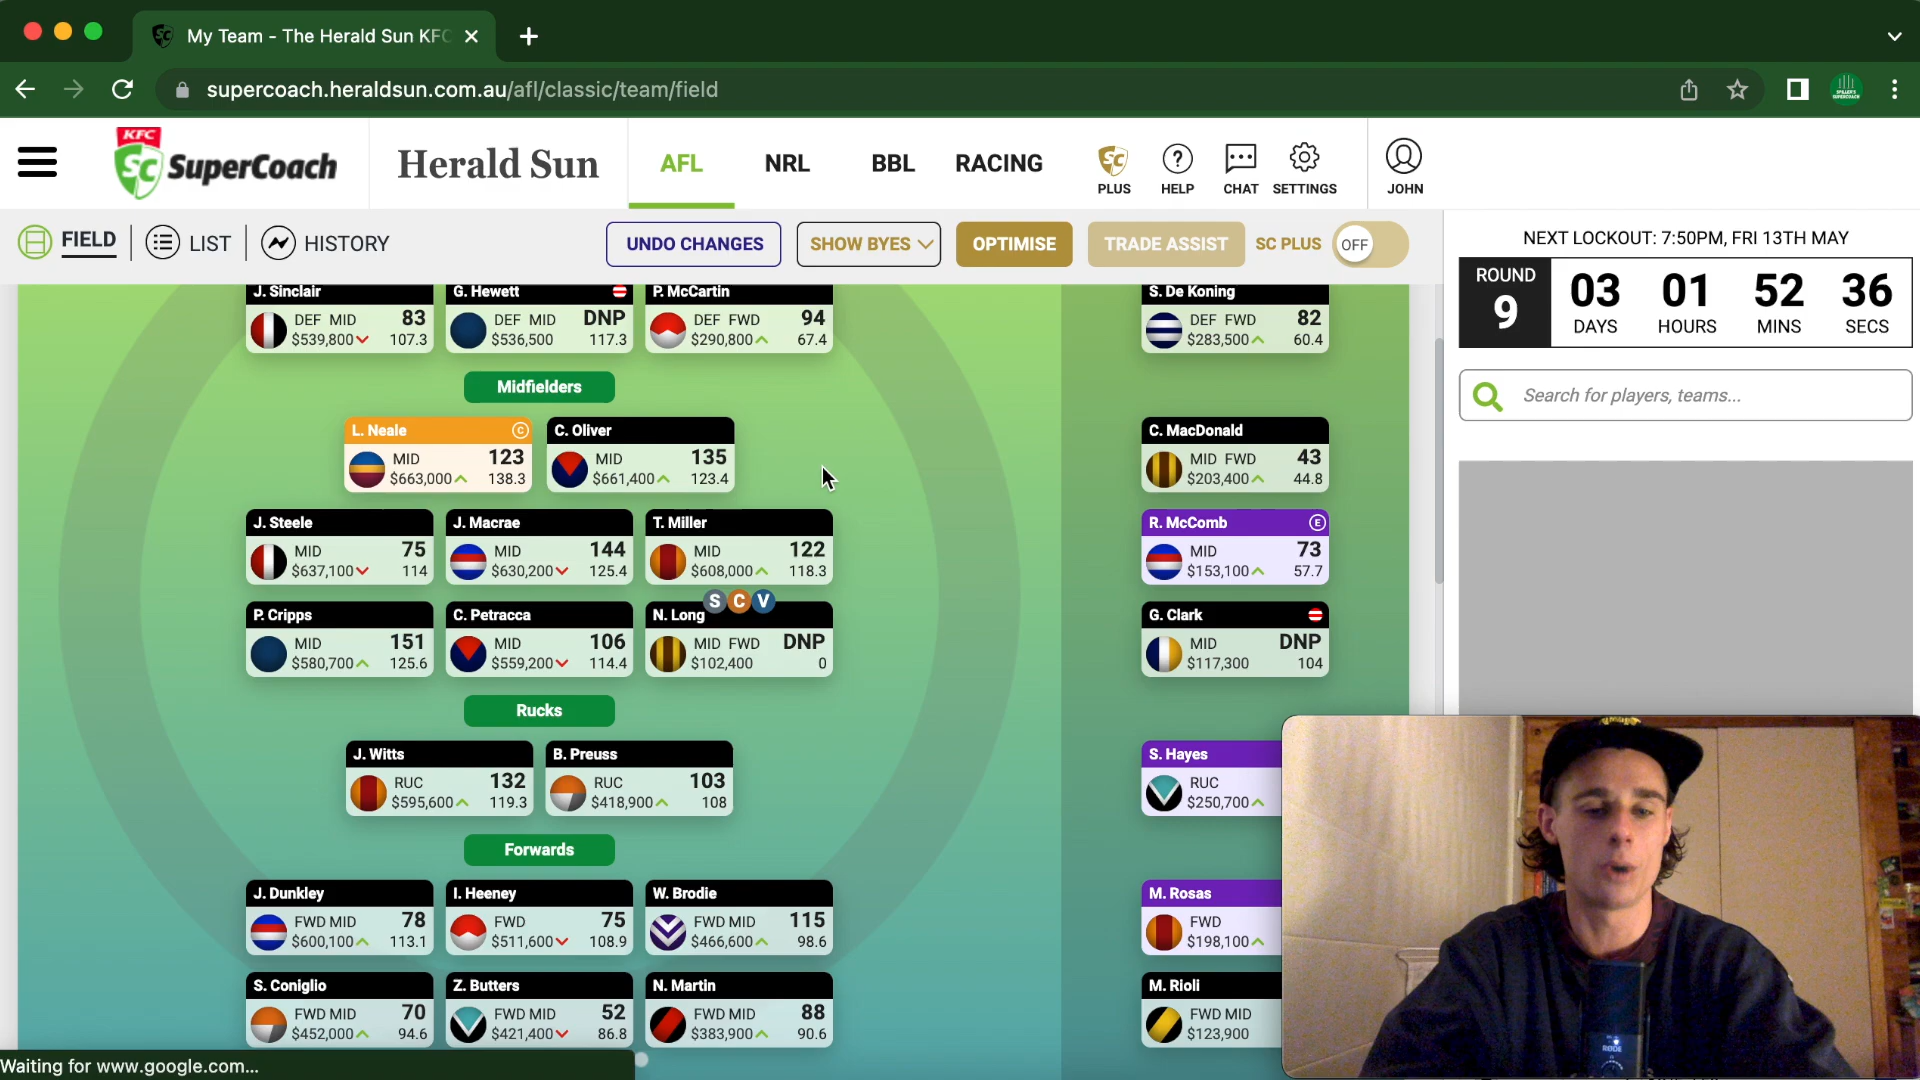 My Team - The Herald Sun KFC
supercoach.heraldsun.com.au/afl/classic/team/field
KFC SC SuperCoach
Herald Sun
AFL NRL BBL RACING
SC PLUS
? HELP
CHAT
SETTINGS
JOHN
FIELD LIST HISTORY
UNDO CHANGES SHOW BYES OPTIMISE TRADE ASSIST SC PLUS OFF
NEXT LOCKOUT: 7:50PM, FRI 13TH MAY
ROUND 9
03 DAYS
01 HOURS
52 MINS
36 SECS
Search for players, teams...
J. Sinclair
DEF MID 83
$539,800 107.3
G. Hewett
DEF MID DNP
$536,500 117.3
P. McCartin
DEF FWD 94
$290,800 67.4
S. De Koning
DEF FWD 82
$283,500 60.4
Midfielders
L. Neale C
MID 123
$663,000 138.3
C. Oliver
MID 135
$661,400 123.4
C. MacDonald
MID FWD 43
$203,400 44.8
J. Steele
MID 75
$637,100 114
J. Macrae
MID 144
$630,200 125.4
T. Miller
MID 122
$608,000 118.3
R. McComb E
MID 73
$153,100 57.7
S C V
P. Cripps
MID 151
$580,700 125.6
C. Petracca
MID 106
$559,200 114.4
N. Long
MID FWD DNP
$102,400 0
G. Clark
MID DNP
$117,300 104
Rucks
J. Witts
RUC 132
$595,600 119.3
B. Preuss
RUC 103
$418,900 108
S. Hayes
RUC
$250,700
Forwards
J. Dunkley
FWD MID 78
$600,100 113.1
I. Heeney
FWD 75
$511,600 108.9
W. Brodie
FWD MID 115
$466,600 98.6
M. Rosas
FWD
$198,100
S. Coniglio
FWD MID 70
$452,000 94.6
Z. Butters
FWD MID 52
$421,400 86.8
N. Martin
FWD MID 88
$383,900 90.6
M. Rioli
FWD MID
$123,900
Waiting for www.google.com...
RØDE